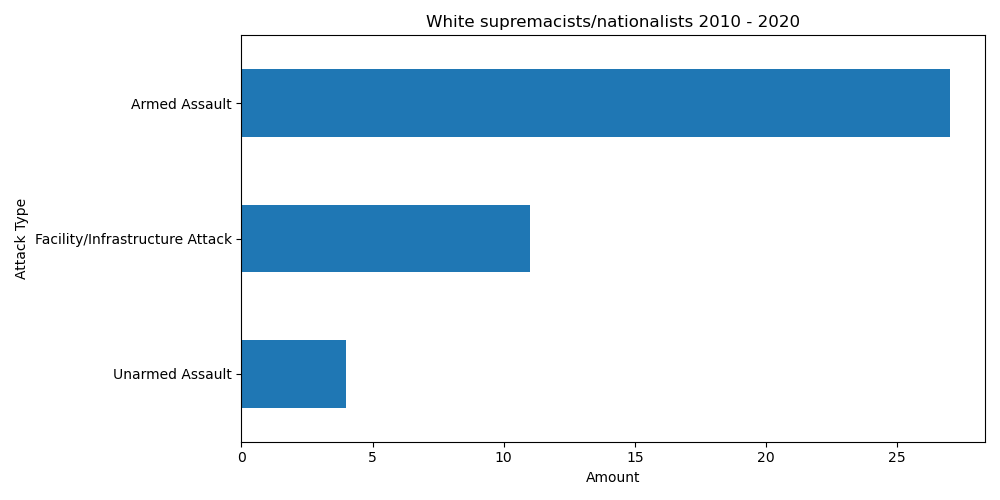 White supremacists/nationalists 2010 - 2020
Attack Type
Armed Assault
Facility/Infrastructure Attack
Unarmed Assault
0 5 10 15 20 25
Amount